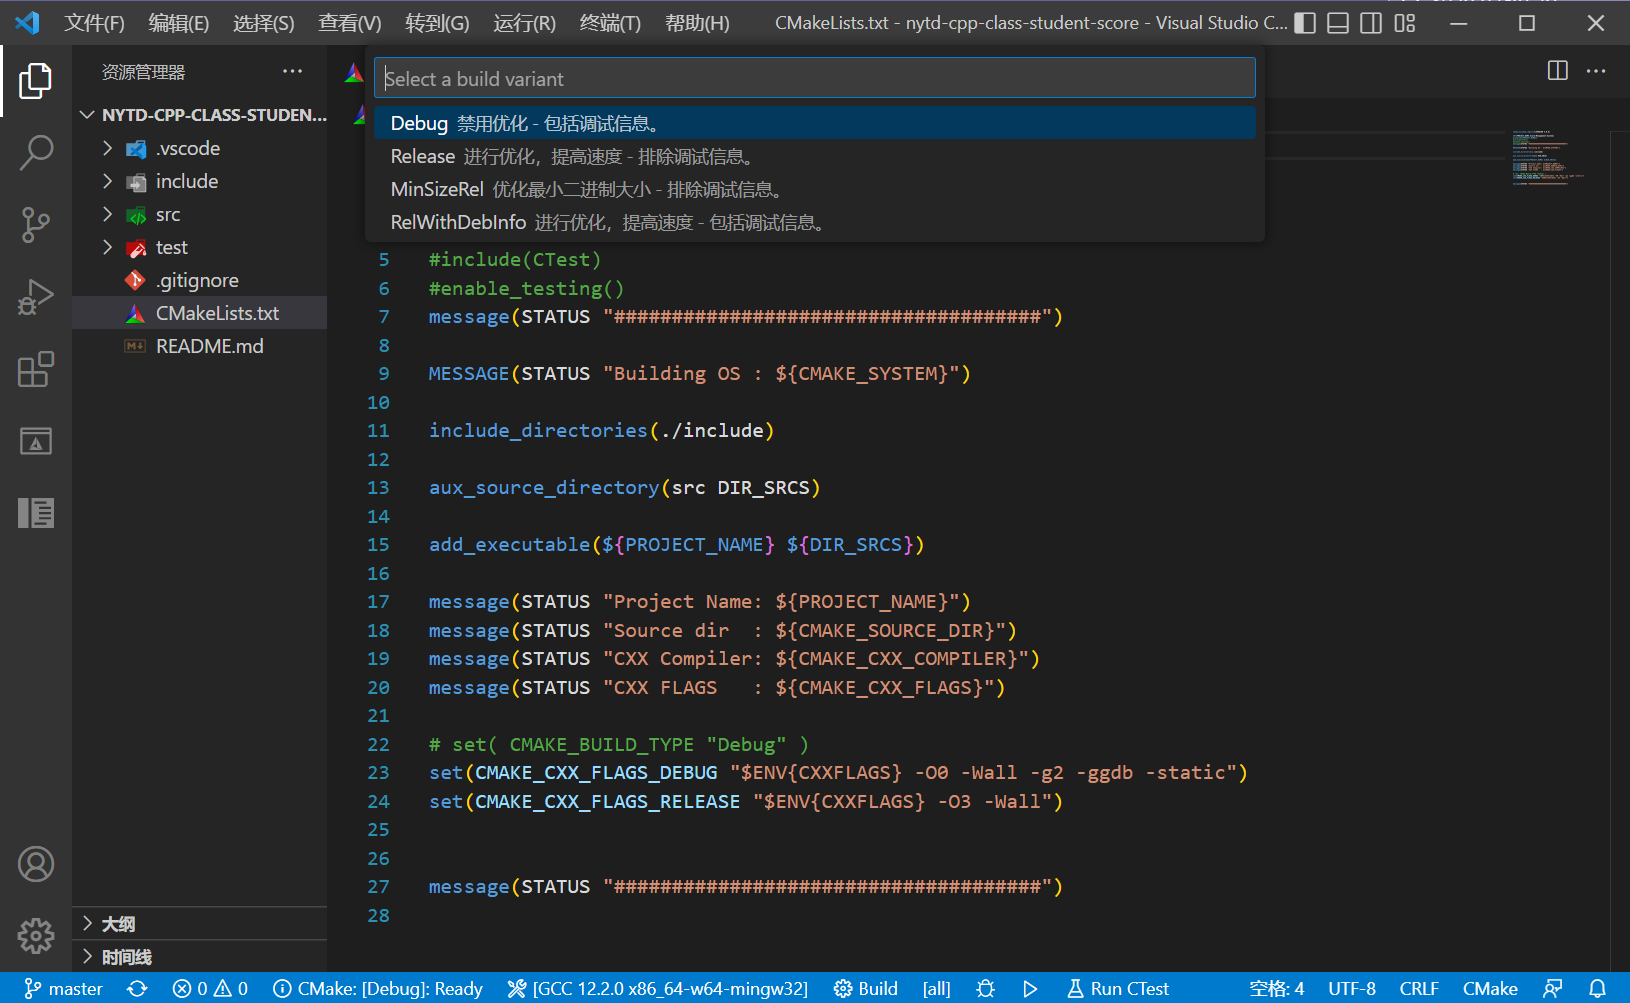 文件(F) 编辑(E) 选择(S) 查看(V) 转到(G) 运行(R) 终端(T) 帮助(H) CMakeLists.txt - nytd-cpp-class-student-score - Visual Studio C...
资源管理器
NYTD-CPP-CLASS-STUDEN...
.vscode
include
src
test
.gitignore
CMakeLists.txt
README.md
大纲
时间线
Select a build variant
Debug 禁用优化 - 包括调试信息。
Release 进行优化，提高速度 - 排除调试信息。
MinSizeRel 优化最小二进制大小 - 排除调试信息。
RelWithDebInfo 进行优化，提高速度 - 包括调试信息。
5 #include(CTest)
6 #enable_testing()
7 message(STATUS "#####################################")
8
9 MESSAGE(STATUS "Building OS : ${CMAKE_SYSTEM}")
10
11 include_directories(./include)
12
13 aux_source_directory(src DIR_SRCS)
14
15 add_executable(${PROJECT_NAME} ${DIR_SRCS})
16
17 message(STATUS "Project Name: ${PROJECT_NAME}")
18 message(STATUS "Source dir  : ${CMAKE_SOURCE_DIR}")
19 message(STATUS "CXX Compiler: ${CMAKE_CXX_COMPILER}")
20 message(STATUS "CXX FLAGS   : ${CMAKE_CXX_FLAGS}")
21
22 # set( CMAKE_BUILD_TYPE "Debug" )
23 set(CMAKE_CXX_FLAGS_DEBUG "$ENV{CXXFLAGS} -O0 -Wall -g2 -ggdb -static")
24 set(CMAKE_CXX_FLAGS_RELEASE "$ENV{CXXFLAGS} -O3 -Wall")
25
26
27 message(STATUS "#####################################")
28
master 0 0 CMake: [Debug]: Ready [GCC 12.2.0 x86_64-w64-mingw32] Build [all] Run CTest 空格: 4 UTF-8 CRLF CMake